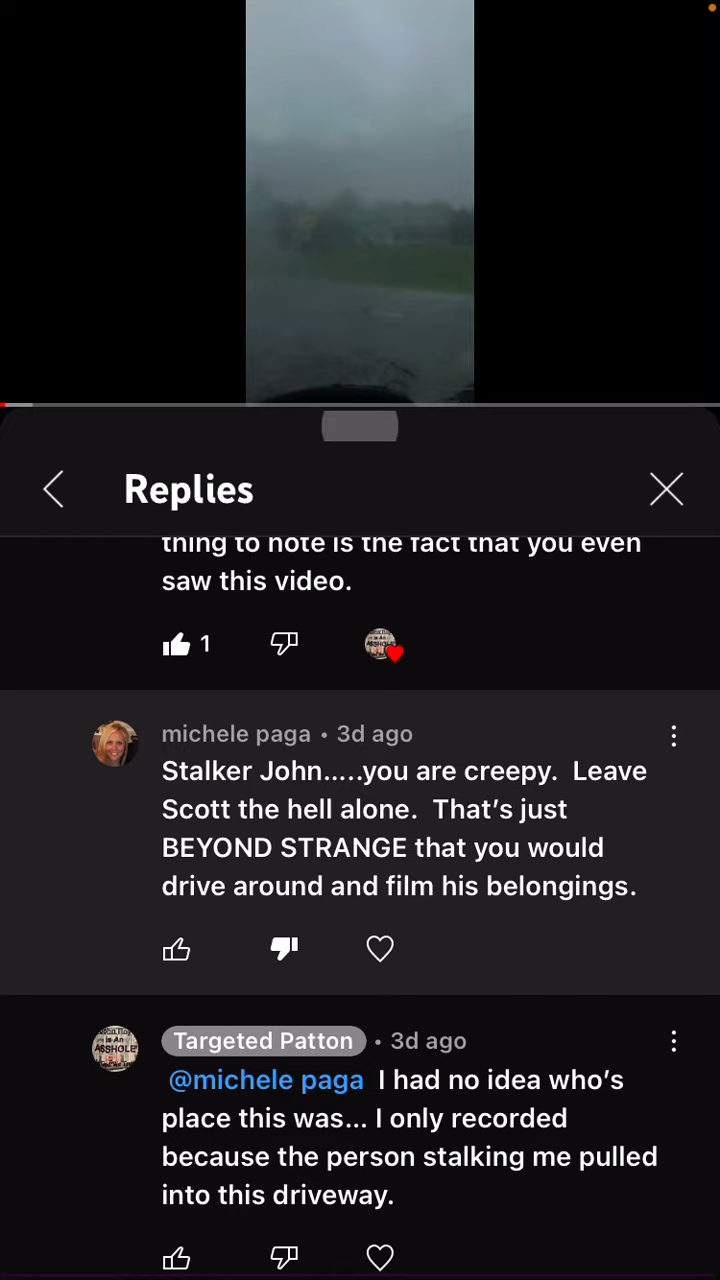 Replies
thing to note is the fact that you even
saw this video.
1
michele paga • 3d ago
Stalker John.....you are creepy.  Leave
Scott the hell alone.  That’s just
BEYOND STRANGE that you would
drive around and film his belongings.
Targeted Patton • 3d ago
@michele paga I had no idea who’s
place this was... I only recorded
because the person stalking me pulled
into this driveway.